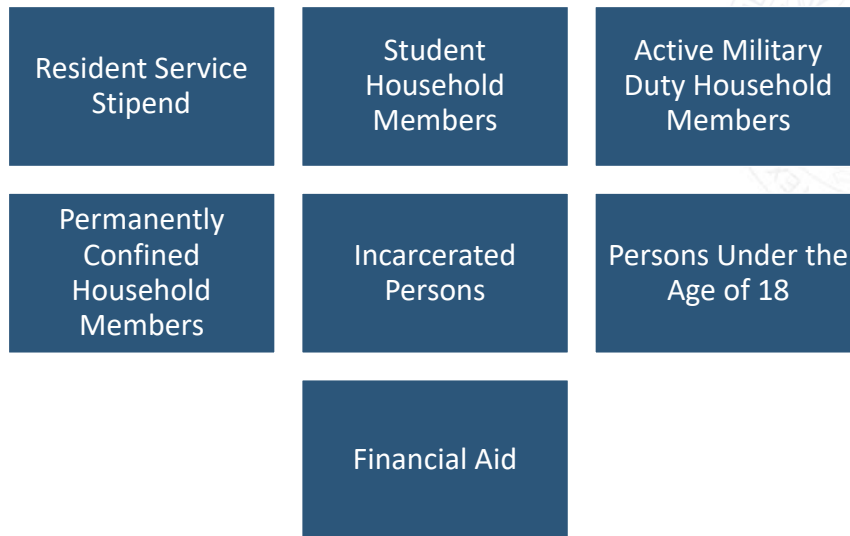 Resident Service
Stipend
Student
Household
Members
Active Military
Duty Household
Members
Permanently
Confined
Household
Members
Incarcerated
Persons
Persons Under the
Age of 18
Financial Aid